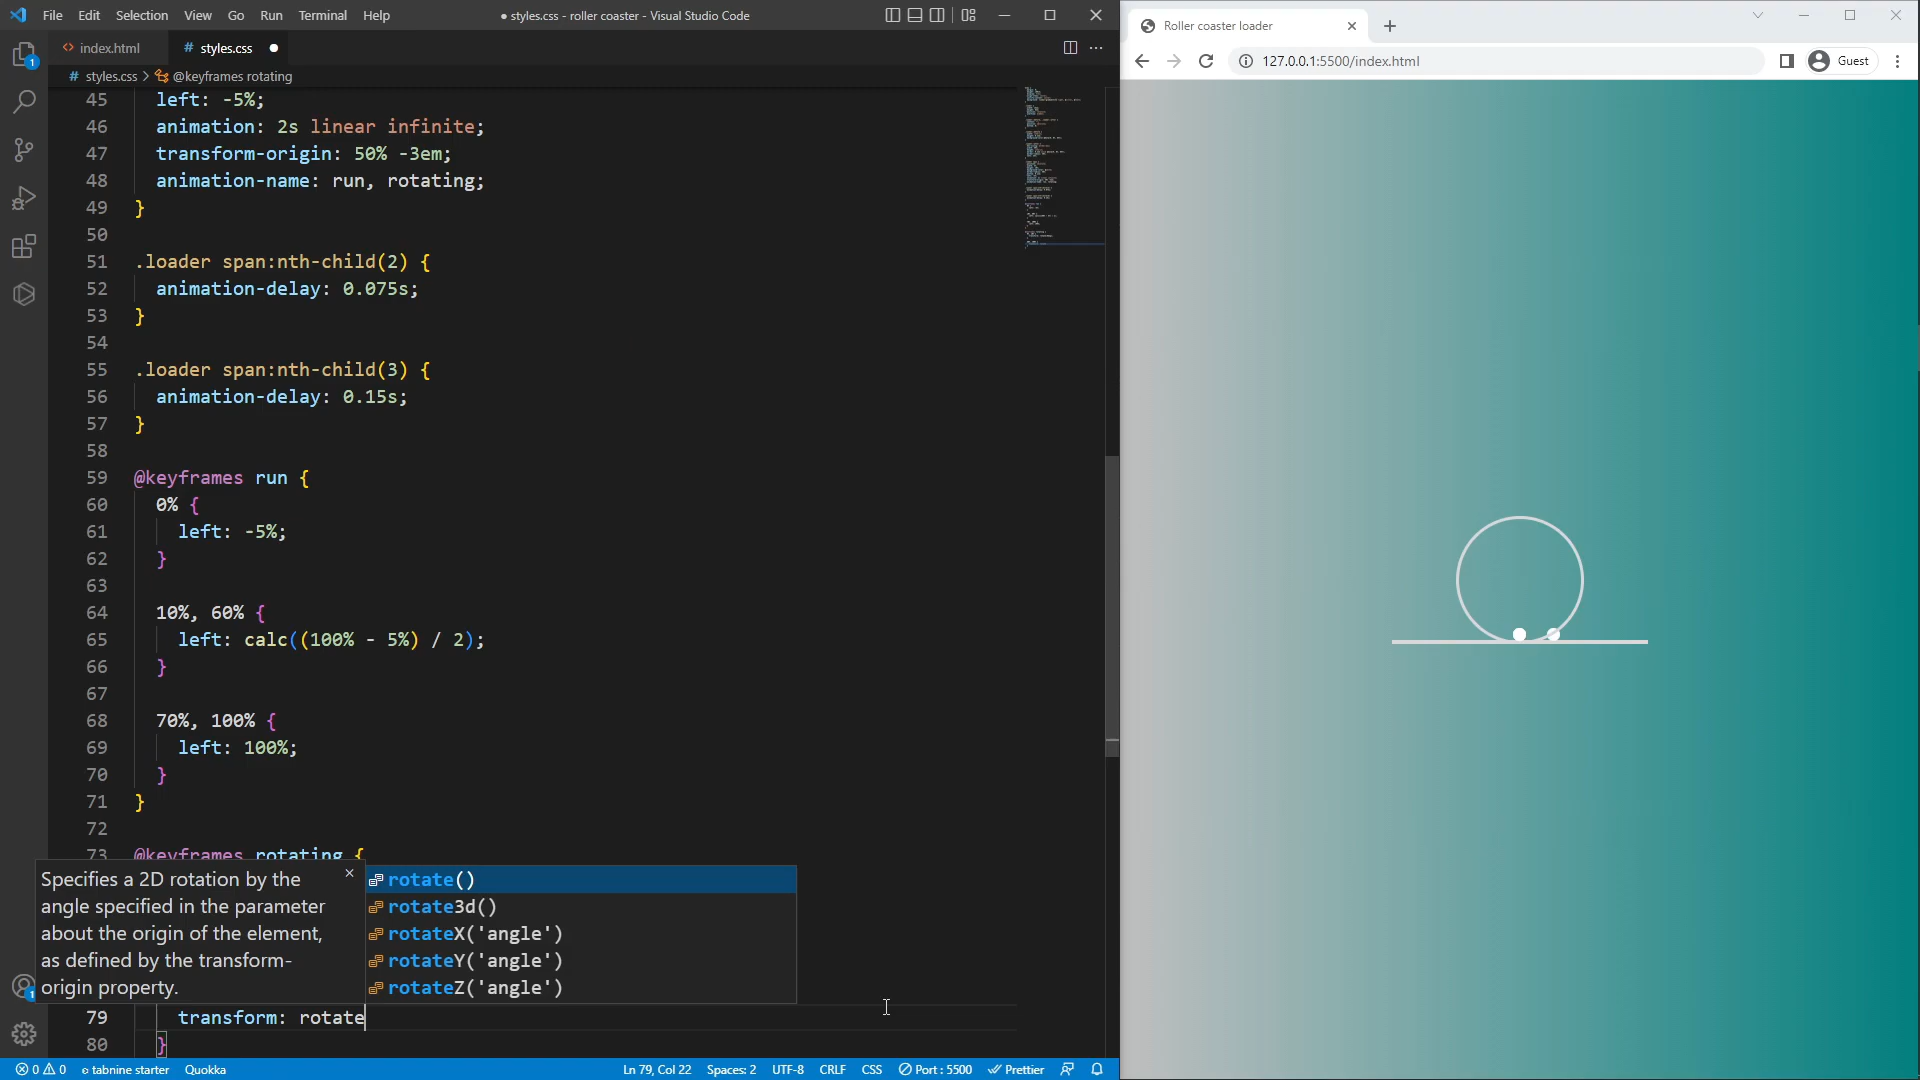 File Edit Selection View Go Run Terminal Help
● styles.css - roller coaster - Visual Studio Code
Roller coaster loader
index.html
# styles.css
127.0.0.1:5500/index.html
Guest
# styles.css > @keyframes rotating
45 left: -5%;
46 animation: 2s linear infinite;
47 transform-origin: 50% -3em;
48 animation-name: run, rotating;
49 }
50
51 .loader span:nth-child(2) {
52 animation-delay: 0.075s;
53 }
54
55 .loader span:nth-child(3) {
56 animation-delay: 0.15s;
57 }
58
59 @keyframes run {
60 0% {
61 left: -5%;
62 }
63
64 10%, 60% {
65 left: calc((100% - 5%) / 2);
66 }
67
68 70%, 100% {
69 left: 100%;
70 }
71 }
72
73 @keyframes rotating {
Specifies a 2D rotation by the
angle specified in the parameter
about the origin of the element,
as defined by the transform-
origin property.
rotate()
rotate3d()
rotateX('angle')
rotateY('angle')
rotateZ('angle')
79 transform: rotate
80 }
1
1
0 0 tabnine starter Quokka
Ln 79, Col 22 Spaces: 2 UTF-8 CRLF CSS Port : 5500 Prettier